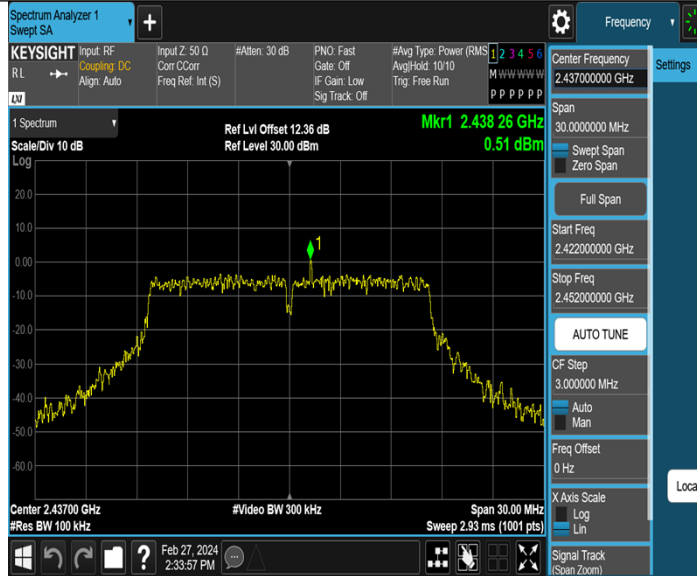 Spectrum Analyzer 1
Swept SA
+
Frequency
KEYSIGHT
RL
LXI
Input: RF
Coupling: DC
Align: Auto
Input Z: 50 Ω
Corr CCorr
Freq Ref: Int (S)
#Atten: 30 dB
PNO: Fast
Gate: Off
IF Gain: Low
Sig Track: Off
#Avg Type: Power (RMS
Avg|Hold: 10/10
Trig: Free Run
1 2 3 4 5 6
M W W W W W
P P P P P P
Center Frequency
2.437000000 GHz
Settings
1 Spectrum
Scale/Div 10 dB
Log
Ref Lvl Offset 12.36 dB
Ref Level 30.00 dBm
Mkr1 2.438 26 GHz
0.51 dBm
Span
30.0000000 MHz
Swept Span
Zero Span
Full Span
Start Freq
2.422000000 GHz
Stop Freq
2.452000000 GHz
AUTO TUNE
CF Step
3.000000 MHz
Auto
Man
Freq Offset
0 Hz
X Axis Scale
Log
Lin
Signal Track
(Span Zoom)
Loca
20.0
10.0
0.00
-10.0
-20.0
-30.0
-40.0
-50.0
-60.0
1
Center 2.43700 GHz
#Res BW 100 kHz
#Video BW 300 kHz
Span 30.00 MHz
Sweep 2.93 ms (1001 pts)
?
Feb 27, 2024
2:33:57 PM